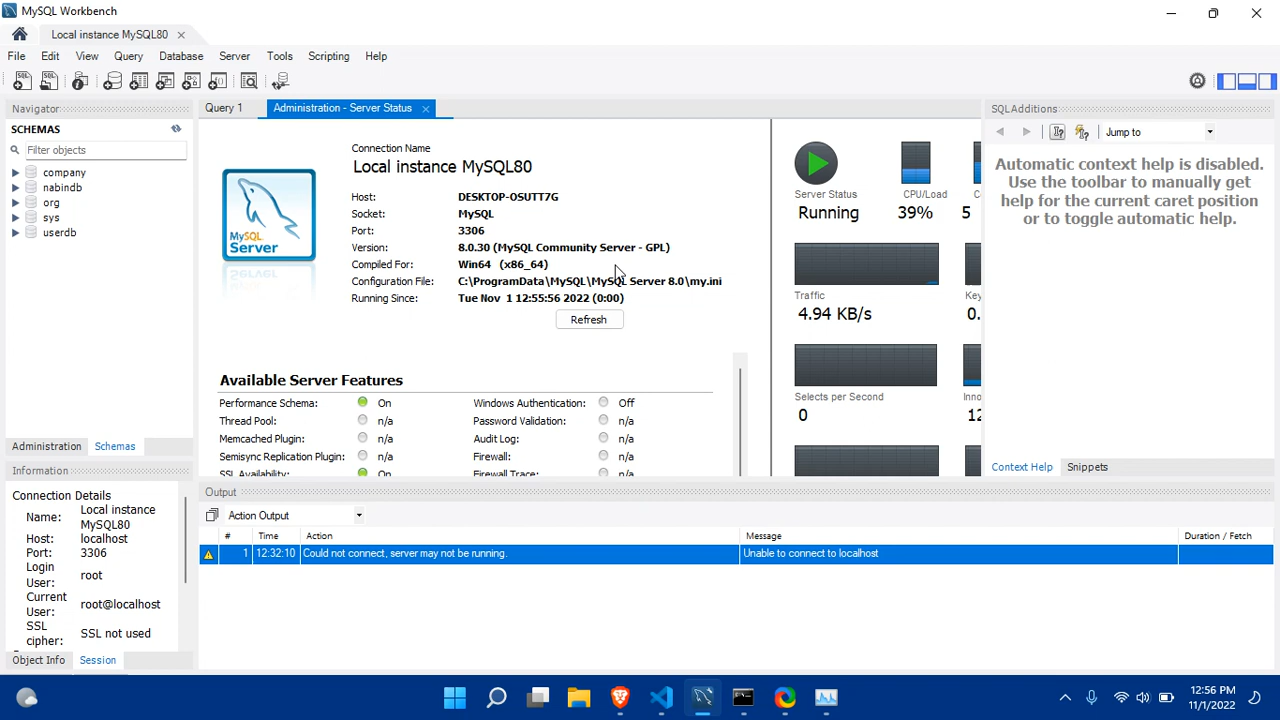 MySQL Workbench
Local instance MySQL80
File Edit View Query Database Server Tools Scripting Help
Navigator
SCHEMAS
Filter objects
company
nabindb
org
sys
userdb
Administration Schemas
Information
Connection Details
Name: Local instance MySQL80
Host: localhost
Port: 3306
Login User: root
Current User: root@localhost
SSL cipher: SSL not used
Object Info Session
Query 1 Administration - Server Status
MySQL Server
Connection Name
Local instance MySQL80
Host: DESKTOP-OSUTT7G
Socket: MySQL
Port: 3306
Version: 8.0.30 (MySQL Community Server - GPL)
Compiled For: Win64 (x86_64)
Configuration File: C:\ProgramData\MySQL\MySQL Server 8.0\my.ini
Running Since: Tue Nov 1 12:55:56 2022 (0:00)
Refresh
Available Server Features
Performance Schema: On Windows Authentication: Off
Thread Pool: n/a Password Validation: n/a
Memcached Plugin: n/a Audit Log: n/a
Semisync Replication Plugin: n/a Firewall: n/a
SSL Availability: On Firewall Trace: n/a
Server Status CPU/Load
Running 39% 5
Traffic Key
4.94 KB/s 0.
Selects per Second Inno
0 12
SQLAdditions
Jump to
Automatic context help is disabled.
Use the toolbar to manually get
help for the current caret position
or to toggle automatic help.
Context Help Snippets
Output
Action Output
# Time Action Message Duration / Fetch
1 12:32:10 Could not connect, server may not be running. Unable to connect to localhost
12:56 PM
11/1/2022